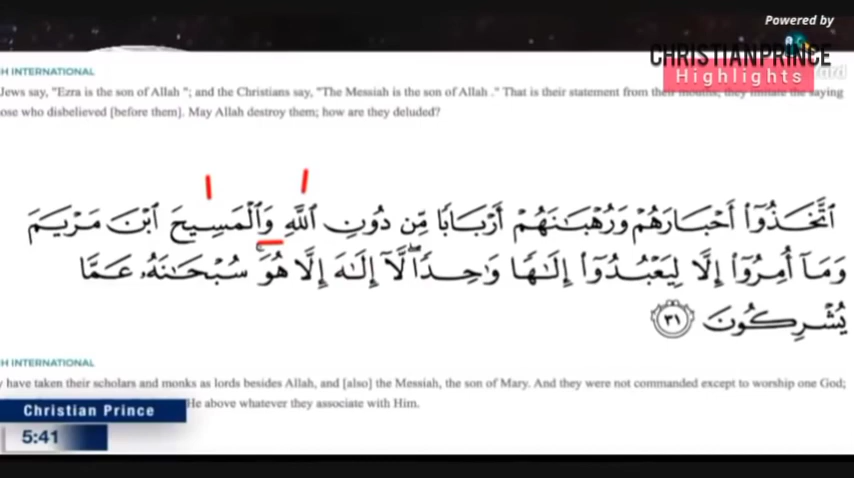 Powered by
CHRISTIANPRINCE
Highlights
H INTERNATIONAL
Jews say, "Ezra is the son of Allah "; and the Christians say, "The Messiah is the son of Allah ." That is their statement from their mouths; they imitate the saying
ose who disbelieved [before them]. May Allah destroy them; how are they deluded?
ٱتَّخَذُوٓا۟ أَحْبَارَهُمْ وَرُهْبَـٰنَهُمْ أَرْبَابًا مِّن دُونِ ٱللَّهِ وَٱلْمَسِيحَ ٱبْنَ مَرْيَمَ
وَمَآ أُمِرُوٓا۟ إِلَّا لِيَعْبُدُوٓا۟ إِلَـٰهًا وَٰحِدًا ۖ لَّآ إِلَـٰهَ إِلَّا هُوَ ۚ سُبْحَـٰنَهُۥ عَمَّا
يُشْرِكُونَ ٣١
H INTERNATIONAL
y have taken their scholars and monks as lords besides Allah, and [also] the Messiah, the son of Mary. And they were not commanded except to worship one God;
He above whatever they associate with Him.
Christian Prince
5:41